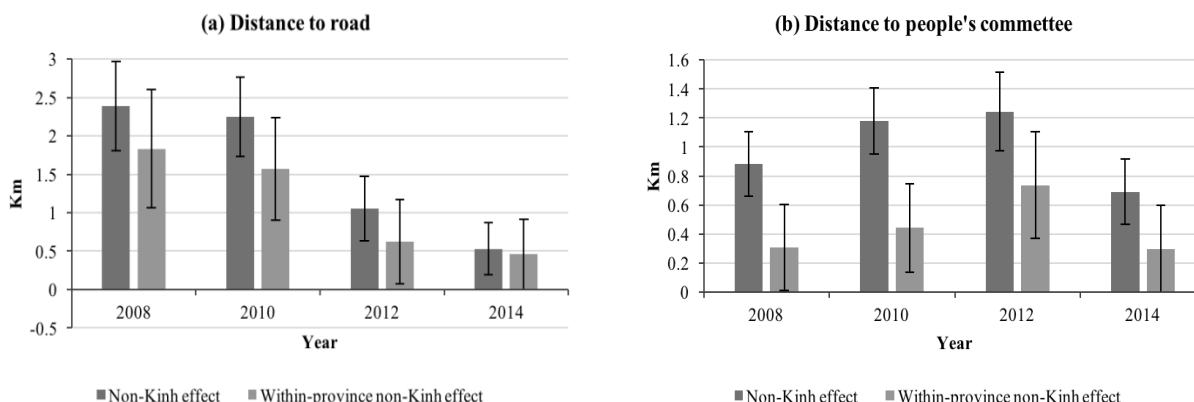 (a) Distance to road
3
2.5
2
1.5
1
0.5
0
-0.5
Km
2008 2010 2012 2014
Year
■Non-Kinh effect ■Within-province non-Kinh effect
(b) Distance to people's commettee
1.6
1.4
1.2
1
0.8
0.6
0.4
0.2
0
Km
2008 2010 2012 2014
Year
■Non-Kinh effect ■Within-province non-Kinh effect